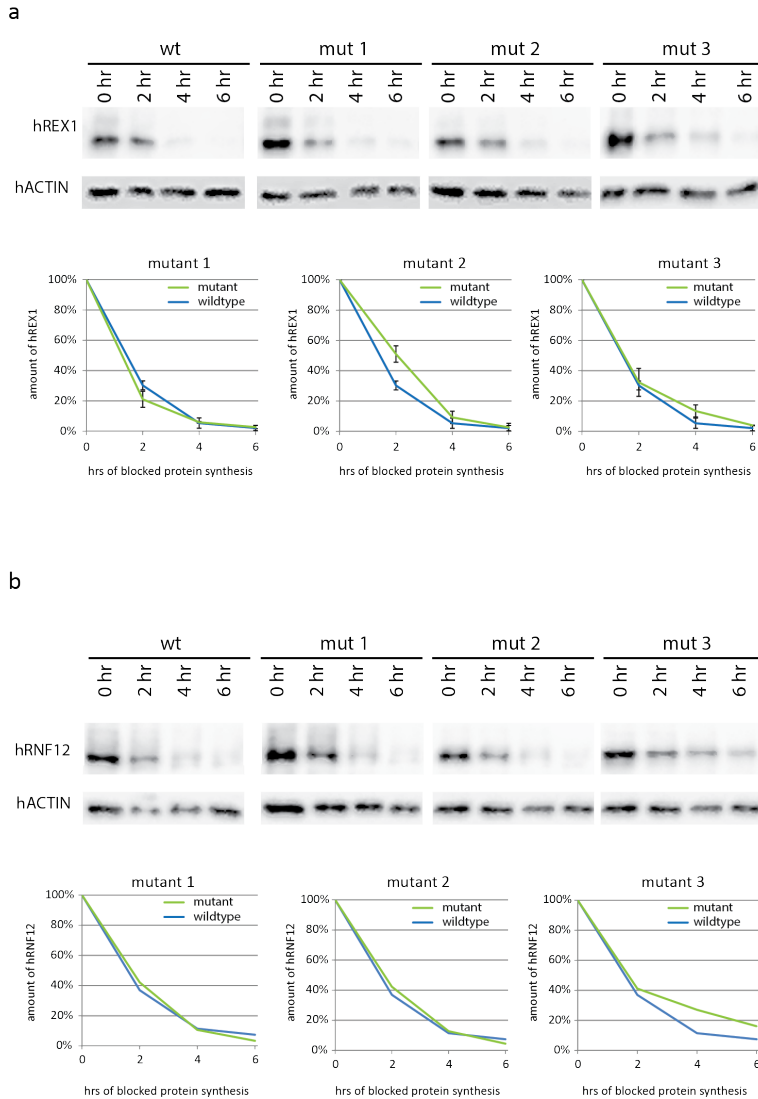 a
wt mut 1 mut 2 mut 3
0 hr 2 hr 4 hr 6 hr 0 hr 2 hr 4 hr 6 hr 0 hr 2 hr 4 hr 6 hr 0 hr 2 hr 4 hr 6 hr
hREX1
hACTIN
mutant 1
amount of hREX1
100%
80%
60%
40%
20%
0%
mutant
wildtype
0 2 4 6
hrs of blocked protein synthesis
mutant 2
amount of hREX1
100%
80%
60%
40%
20%
0%
mutant
wildtype
0 2 4 6
hrs of blocked protein synthesis
mutant 3
amount of hREX1
100%
80%
60%
40%
20%
0%
mutant
wildtype
0 2 4 6
hrs of blocked protein synthesis
b
wt mut 1 mut 2 mut 3
0 hr 2 hr 4 hr 6 hr 0 hr 2 hr 4 hr 6 hr 0 hr 2 hr 4 hr 6 hr 0 hr 2 hr 4 hr 6 hr
hRNF12
hACTIN
mutant 1
amount of hRNF12
100%
80%
60%
40%
20%
0%
mutant
wildtype
0 2 4 6
hrs of blocked protein synthesis
mutant 2
amount of hRNF12
100%
80%
60%
40%
20%
0%
mutant
wildtype
0 2 4 6
hrs of blocked protein synthesis
mutant 3
amount of hRNF12
100%
80%
60%
40%
20%
0%
mutant
wildtype
0 2 4 6
hrs of blocked protein synthesis